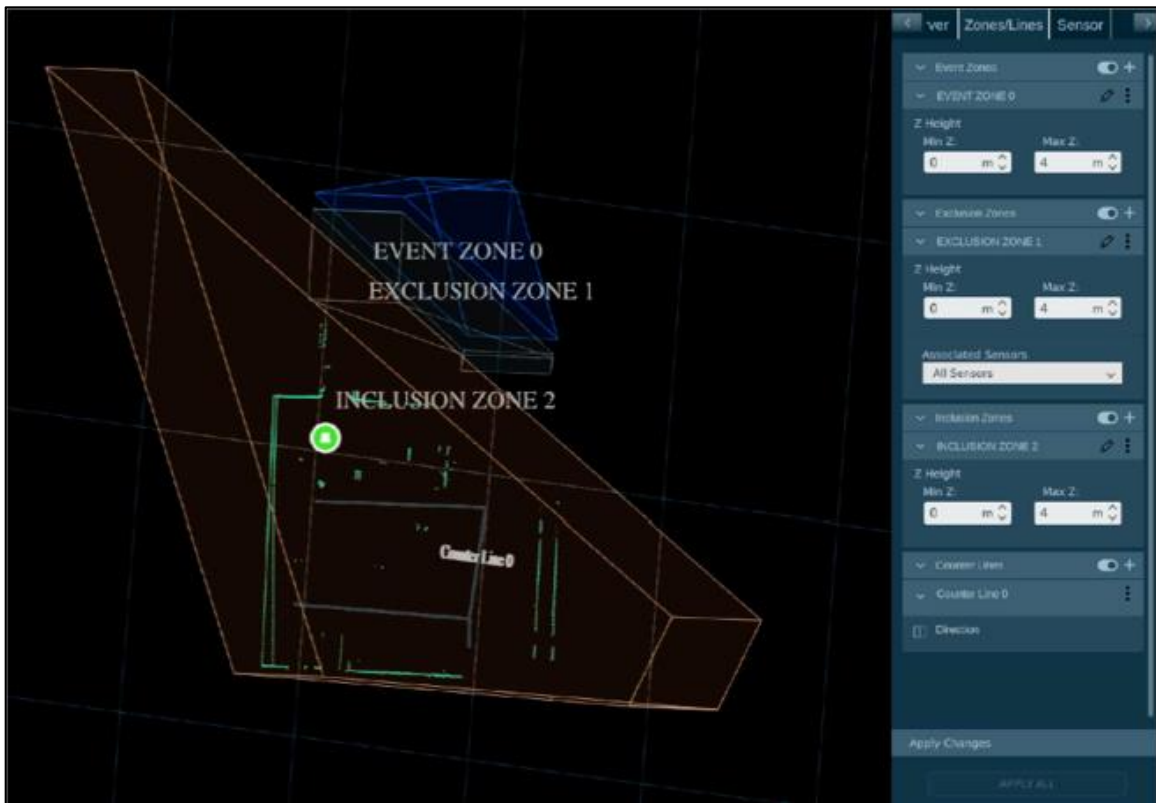 EVENT ZONE 0
EXCLUSION ZONE 1
INCLUSION ZONE 2
Counter Line 0
ver Zones/Lines Sensor
Event Zones
EVENT ZONE 0
Z Height
Min Z: Max Z:
0 m 4 m
Exclusion Zones
EXCLUSION ZONE 1
Z Height
Min Z: Max Z:
0 m 4 m
Associated Sensors
All Sensors
Inclusion Zones
INCLUSION ZONE 2
Z Height
Min Z: Max Z:
0 m 4 m
Counter Lines
Counter Line 0
Direction
Apply Changes
APPLY ALL